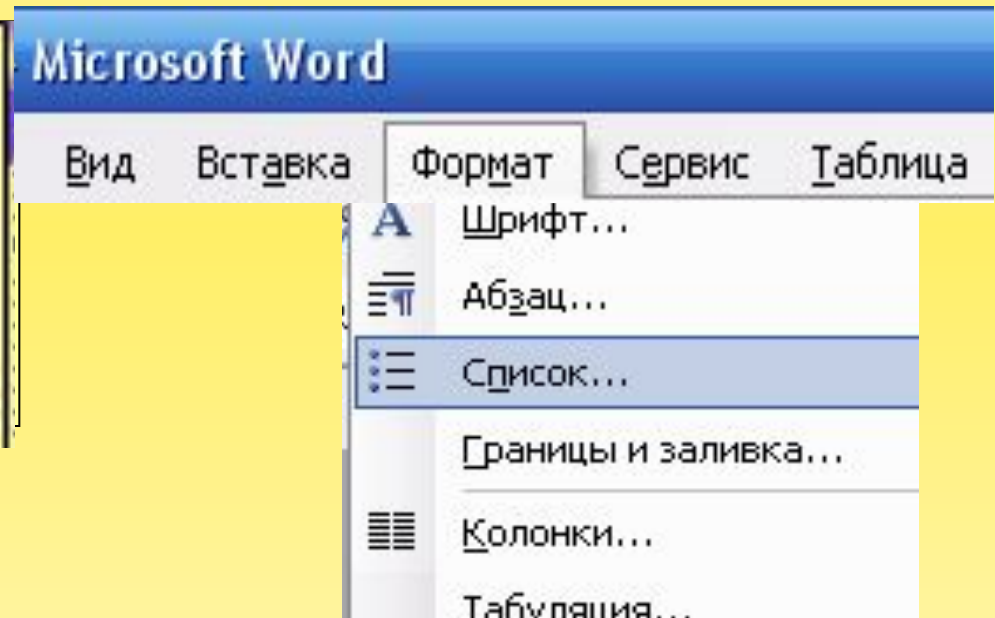 Microsoft Word
Вид Вставка Формат Сервис Таблица
Шрифт...
Абзац...
Список...
Границы и заливка...
Колонки...
Табуляция...